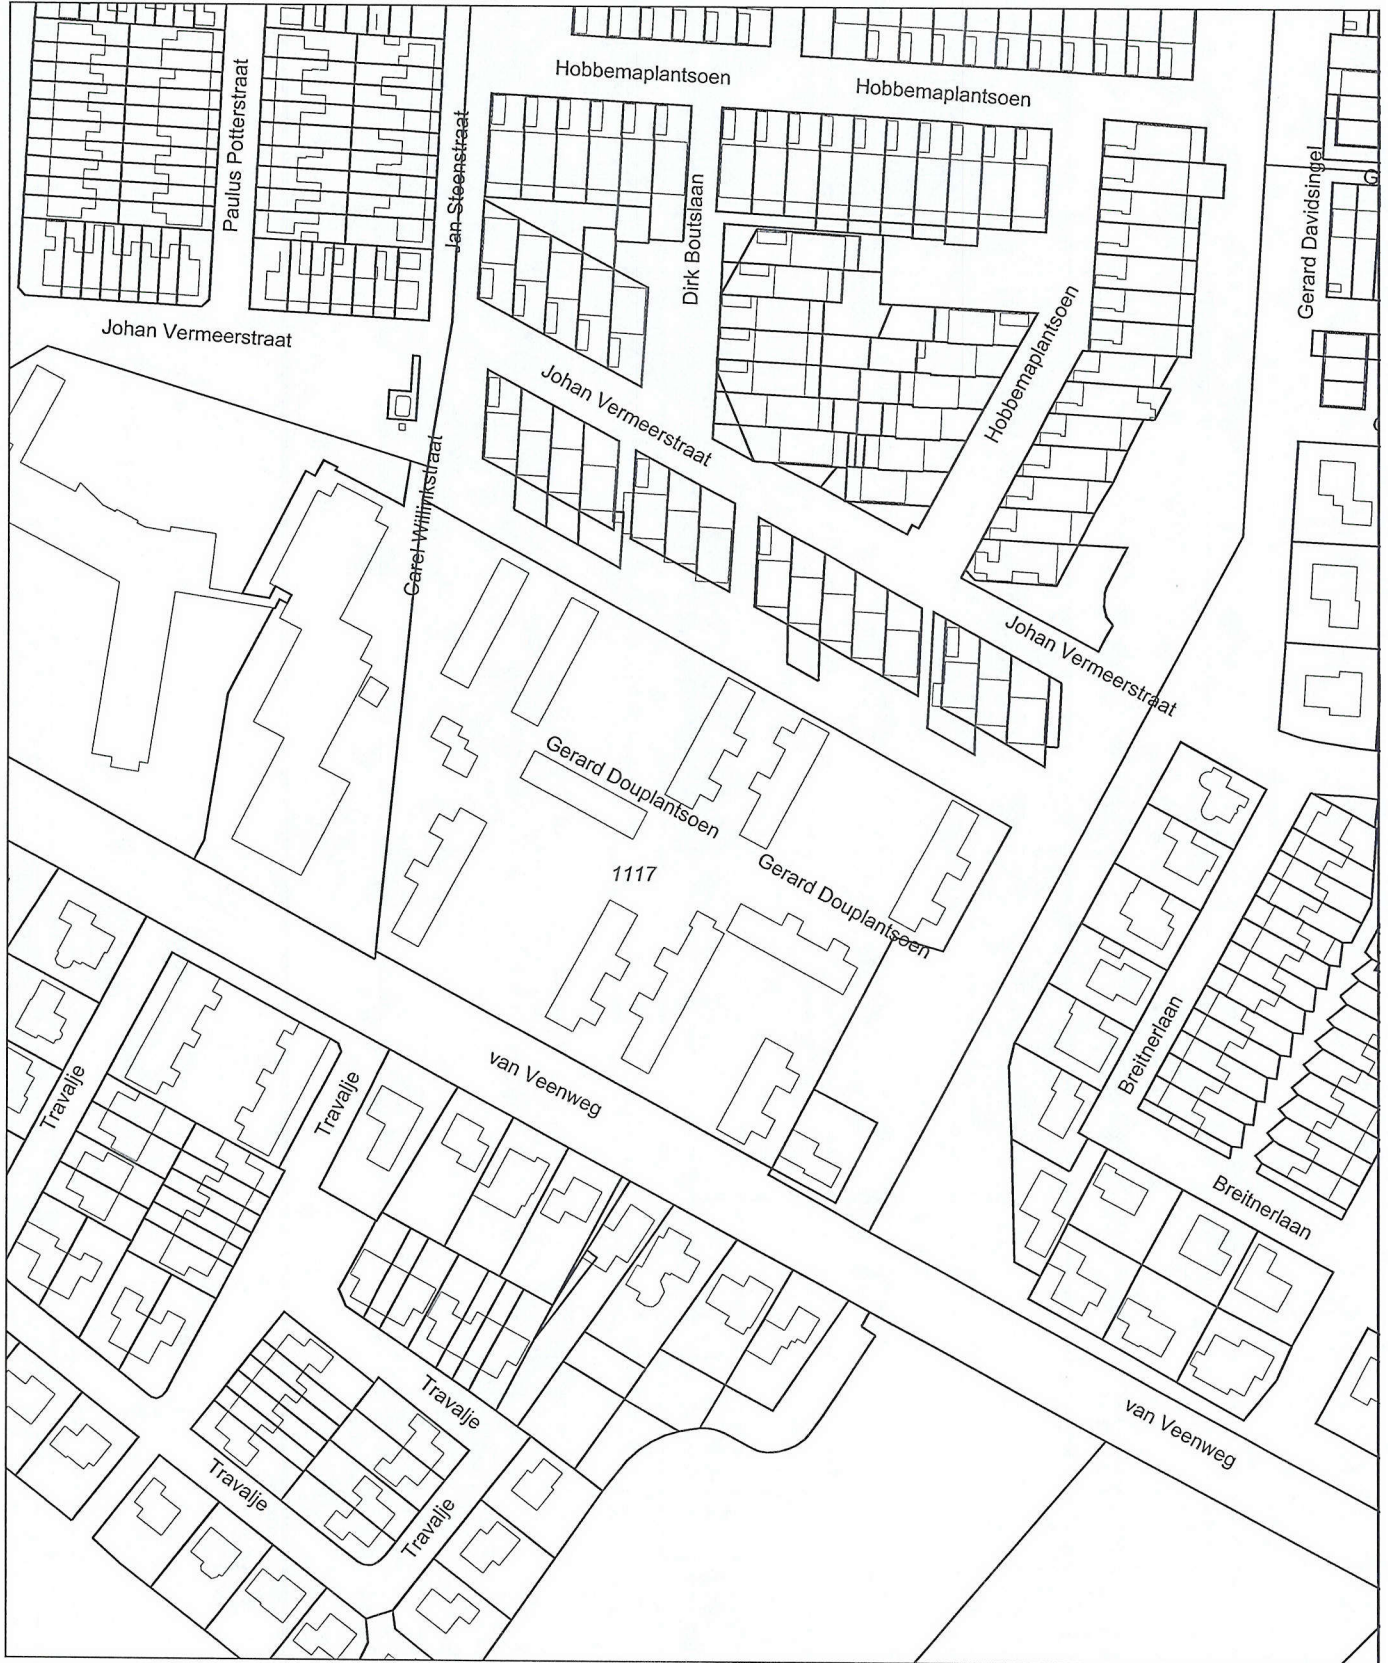 Hobbemaplantsoen
Hobbemaplantsoen
Paulus Potterstraat
Jan Steenstraat
Dirk Boutslaan
Gerard Davidsingel
G
Johan Vermeerstraat
Hobbemaplantsoen
Johan Vermeerstraat
Carel Willinkstraat
Johan Vermeerstraat
Gerard Douplantsoen
1117
Gerard Douplantsoen
Breitnerlaan
van Veenweg
Travalje
Travalje
Breitnerlaan
Travalje
van Veenweg
Travalje
Travalje